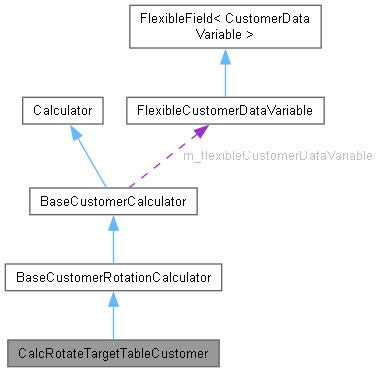 FlexibleField< CustomerData
Variable >
Calculator
FlexibleCustomerDataVariable
m_flexibleCustomerDataVariable
BaseCustomerCalculator
BaseCustomerRotationCalculator
CalcRotateTargetTableCustomer